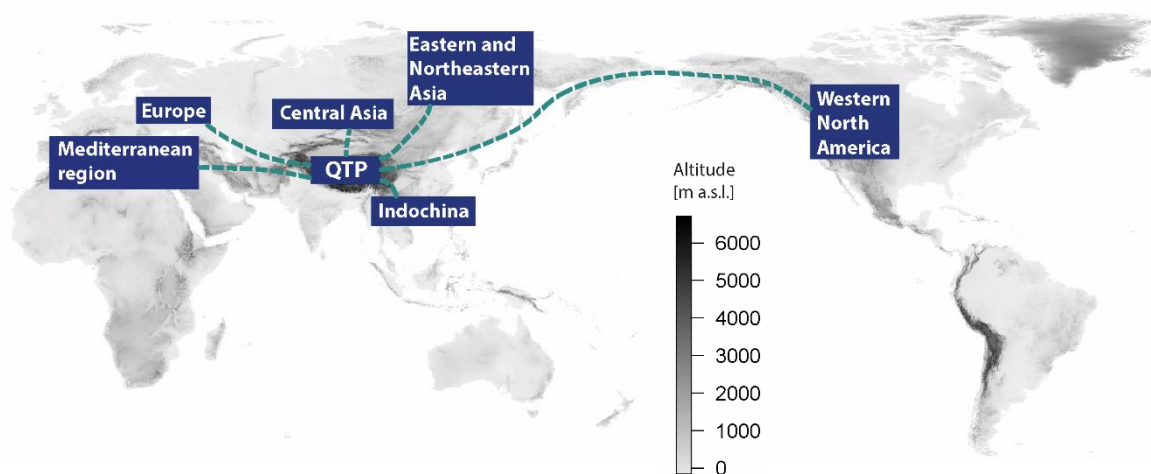 Eastern and
Northeastern
Asia
Europe
Central Asia
Western
North
America
Mediterranean
region
QTP
Indochina
Altitude
[m a.s.l.]
6000
5000
4000
3000
2000
1000
0